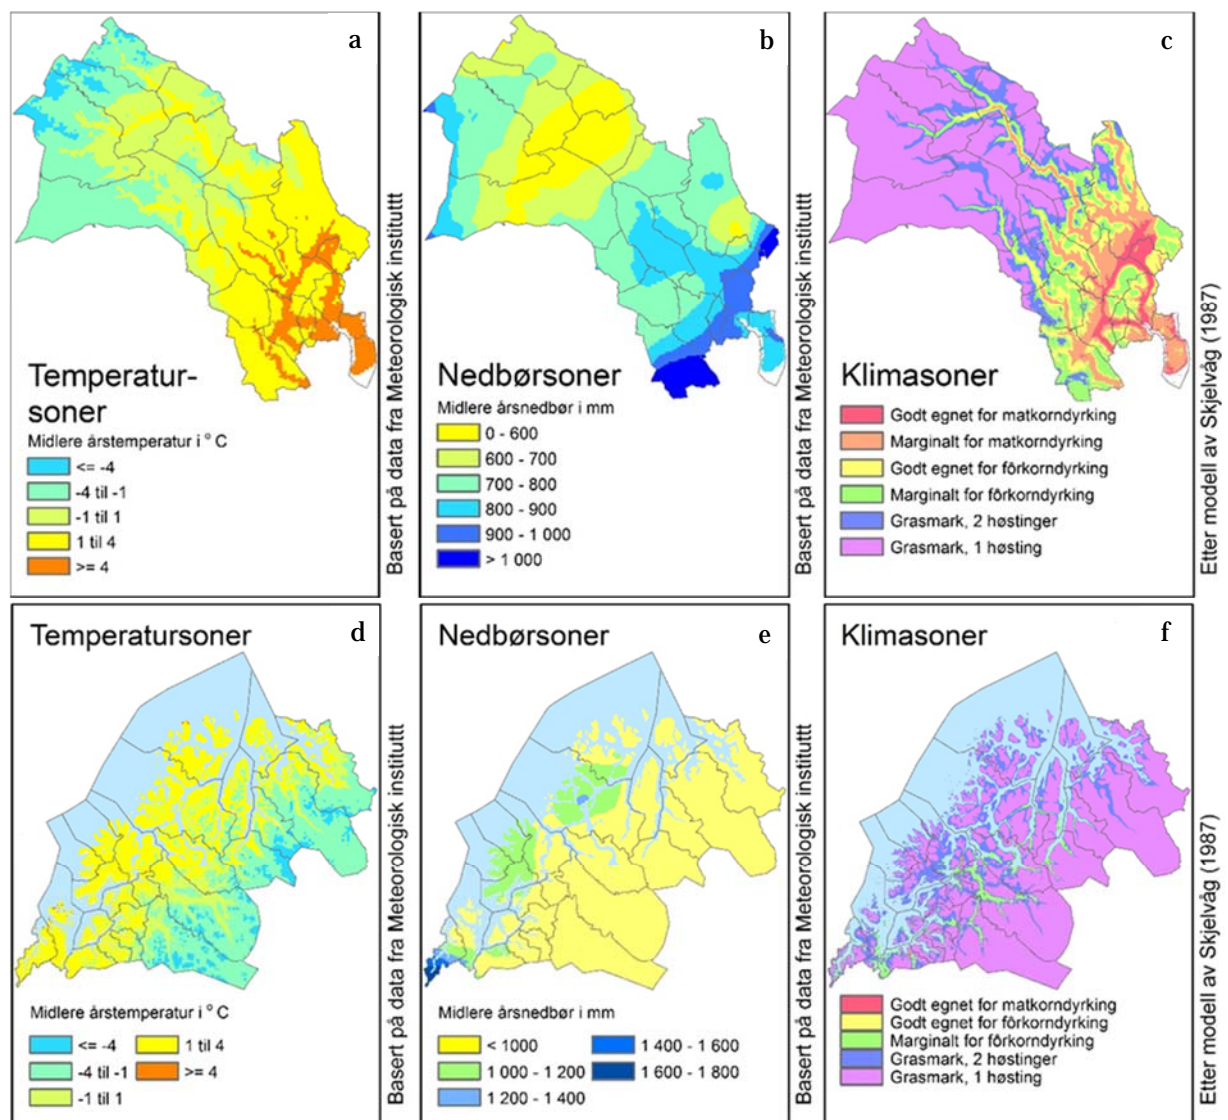 a
Temperatur-
soner
Midlere årstemperatur i ° C
<= -4
-4 til -1
-1 til 1
1 til 4
>= 4
Basert på data fra Meteorologisk instituttt
b
Nedbørsoner
Midlere årsnedbør i mm
0 - 600
600 - 700
700 - 800
800 - 900
900 - 1 000
> 1 000
Basert på data fra Meteorologisk instituttt
c
Klimasoner
Godt egnet for matkorndyrking
Marginalt for matkorndyrking
Godt egnet for fôrkorndyrking
Marginalt for fôrkorndyrking
Grasmark, 2 høstinger
Grasmark, 1 høsting
Etter modell av Skjelvåg (1987)
Temperatursoner
d
Midlere årstemperatur i ° C
<= -4
-4 til -1
-1 til 1
1 til 4
>= 4
Basert på data fra Meteorologisk instituttt
Nedbørsoner
e
Midlere årsnedbør i mm
< 1000
1 000 - 1 200
1 200 - 1 400
1 400 - 1 600
1 600 - 1 800
Basert på data fra Meteorologisk instituttt
Klimasoner
f
Godt egnet for matkorndyrking
Godt egnet for fôrkorndyrking
Marginalt for fôrkorndyrking
Grasmark, 2 høstinger
Grasmark, 1 høsting
Etter modell av Skjelvåg (1987)